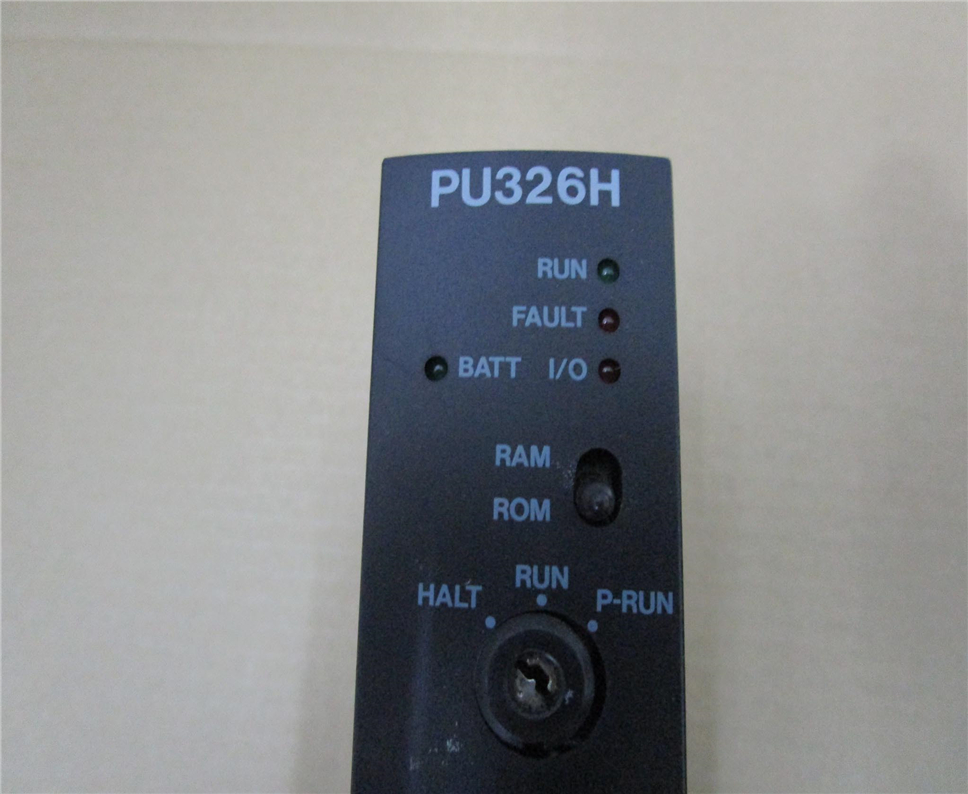 PU326H
RUN
FAULT
BATT I/O
RAM
ROM
RUN
HALT P-RUN